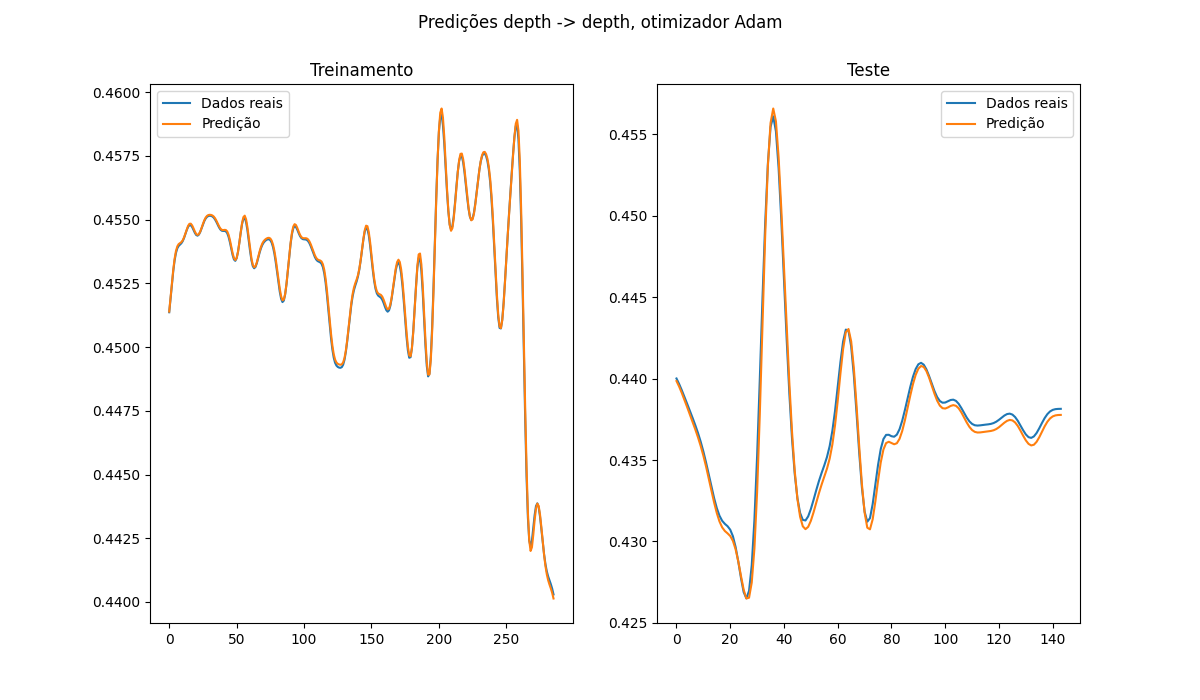 Predições depth -> depth, otimizador Adam
Treinamento
Dados reais
Predição
0.4600
0.4575
0.4550
0.4525
0.4500
0.4475
0.4450
0.4425
0.4400
0 50 100 150 200 250
Teste
Dados reais
Predição
0.455
0.450
0.445
0.440
0.435
0.430
0.425
0 20 40 60 80 100 120 140